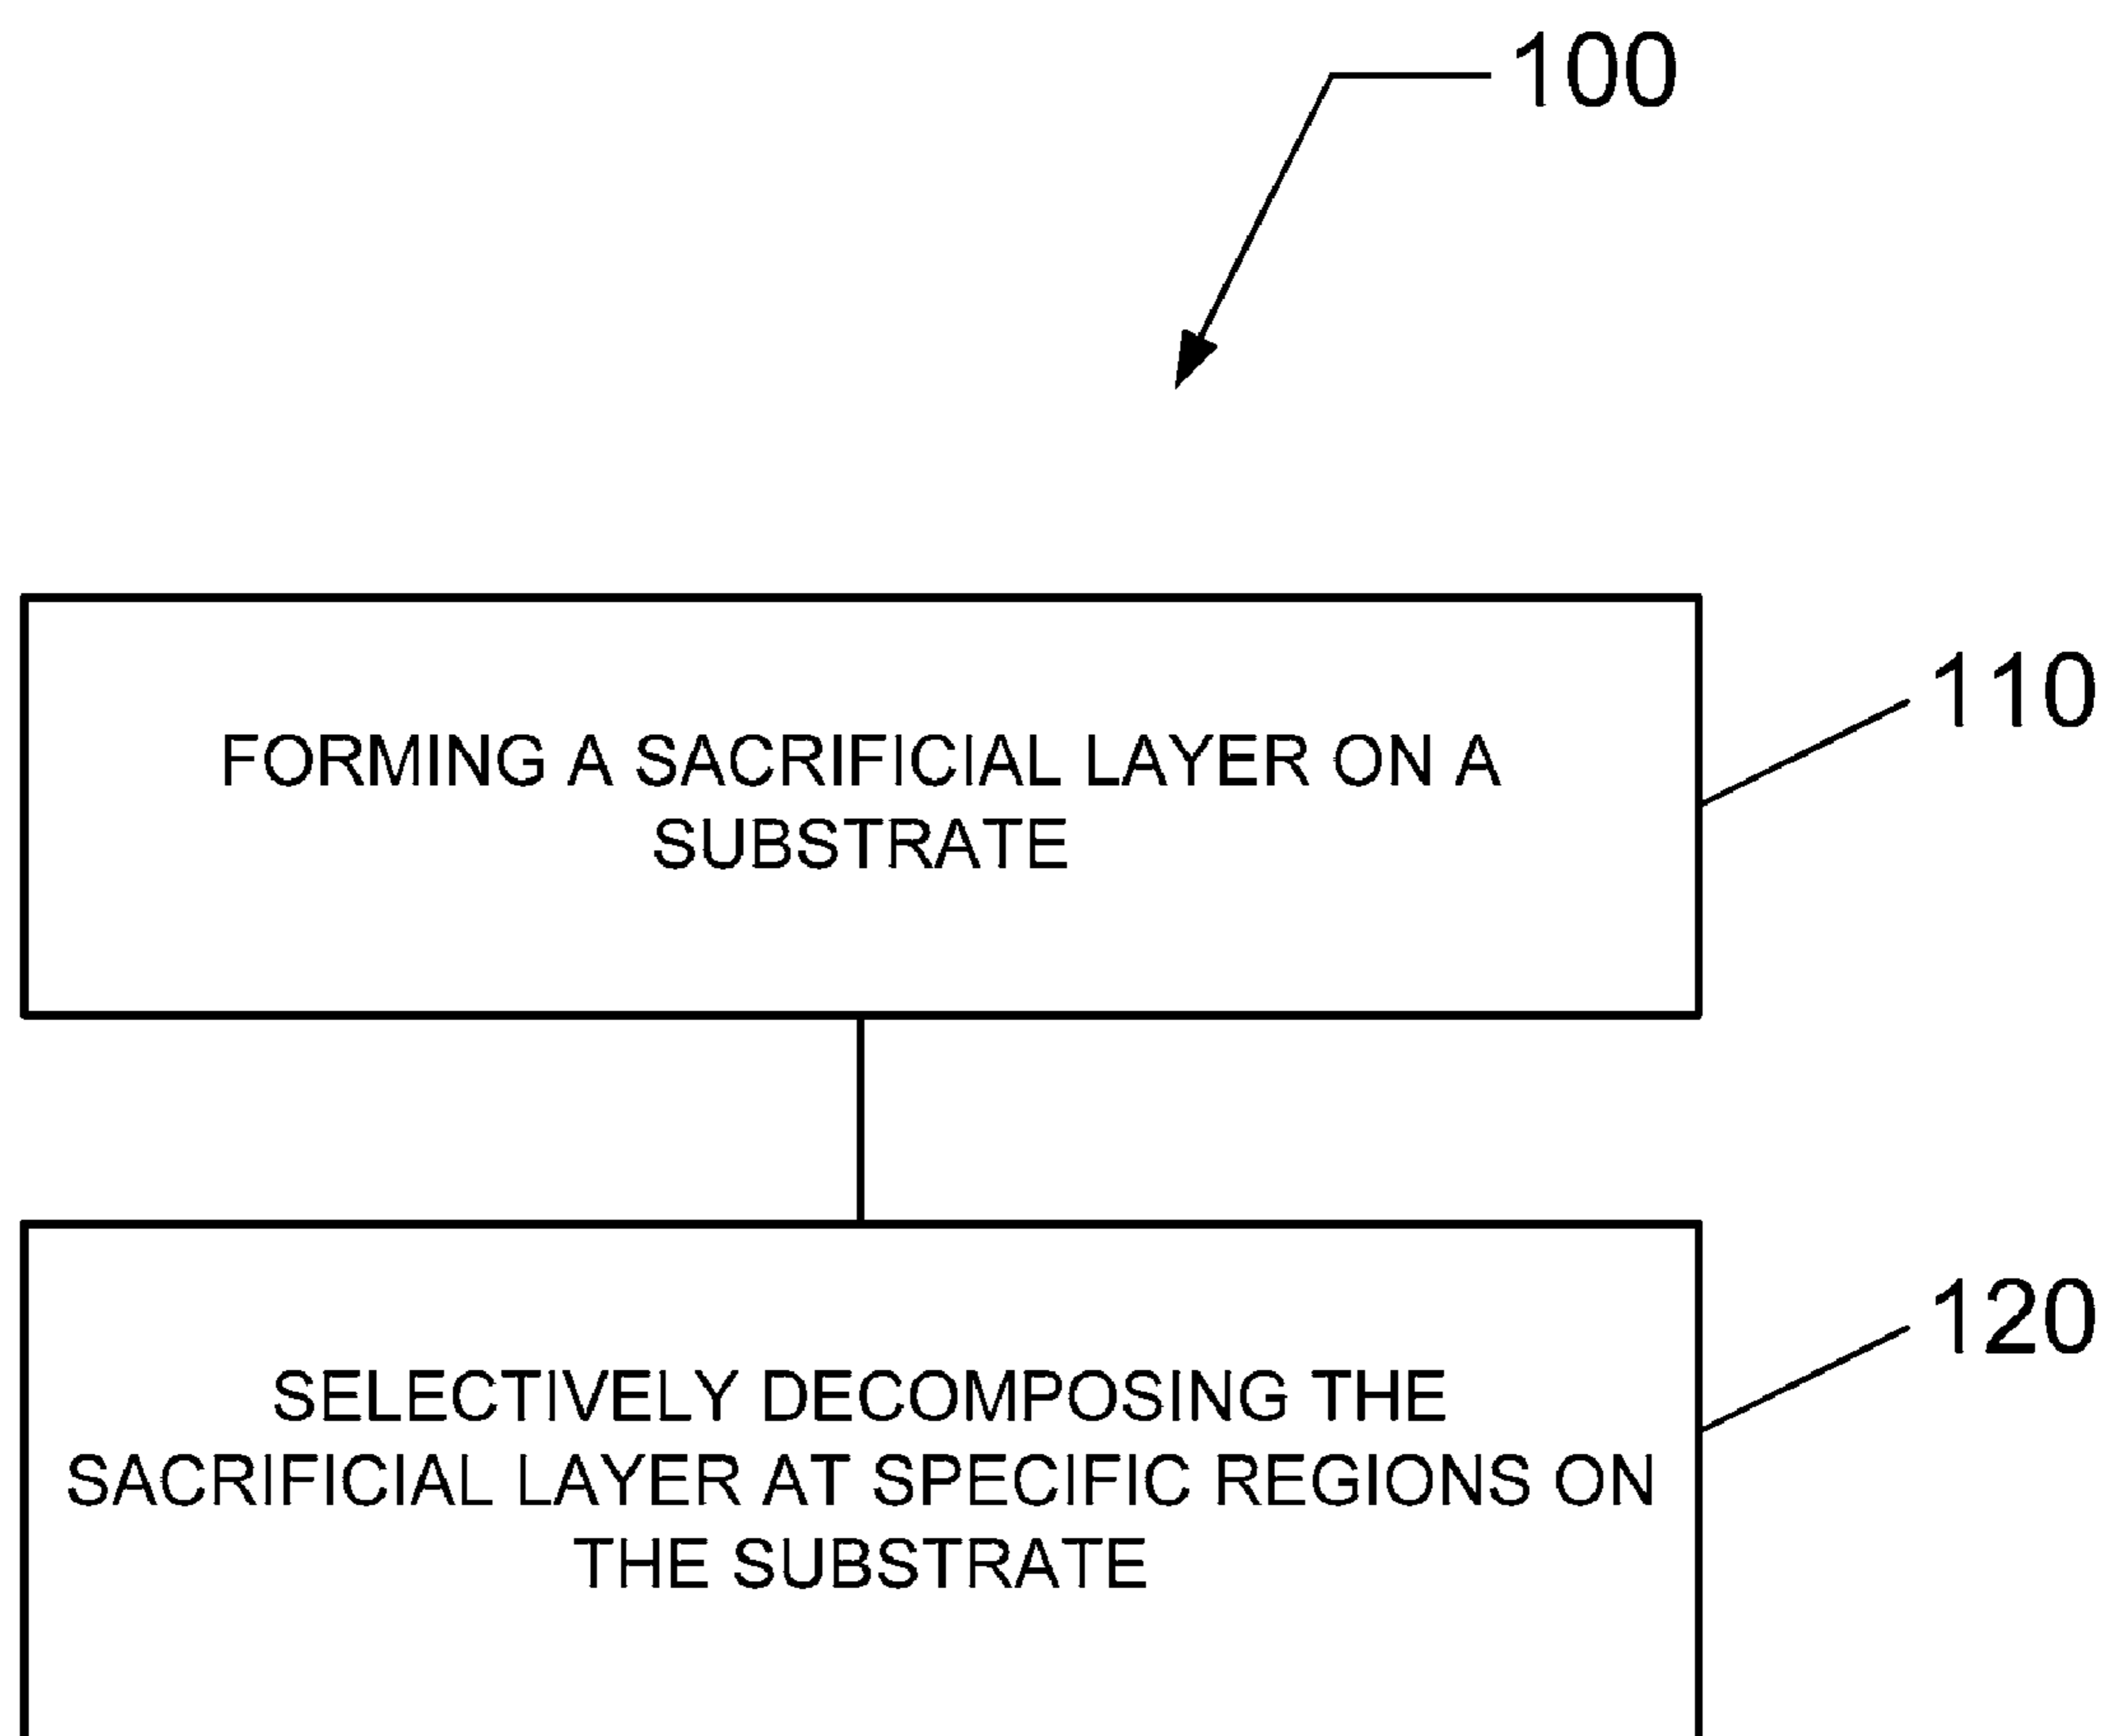 100
110
FORMING A SACRIFICIAL LAYER ON A
SUBSTRATE
120
SELECTIVELY DECOMPOSING THE
SACRIFICIAL LAYER AT SPECIFIC REGIONS ON
THE SUBSTRATE